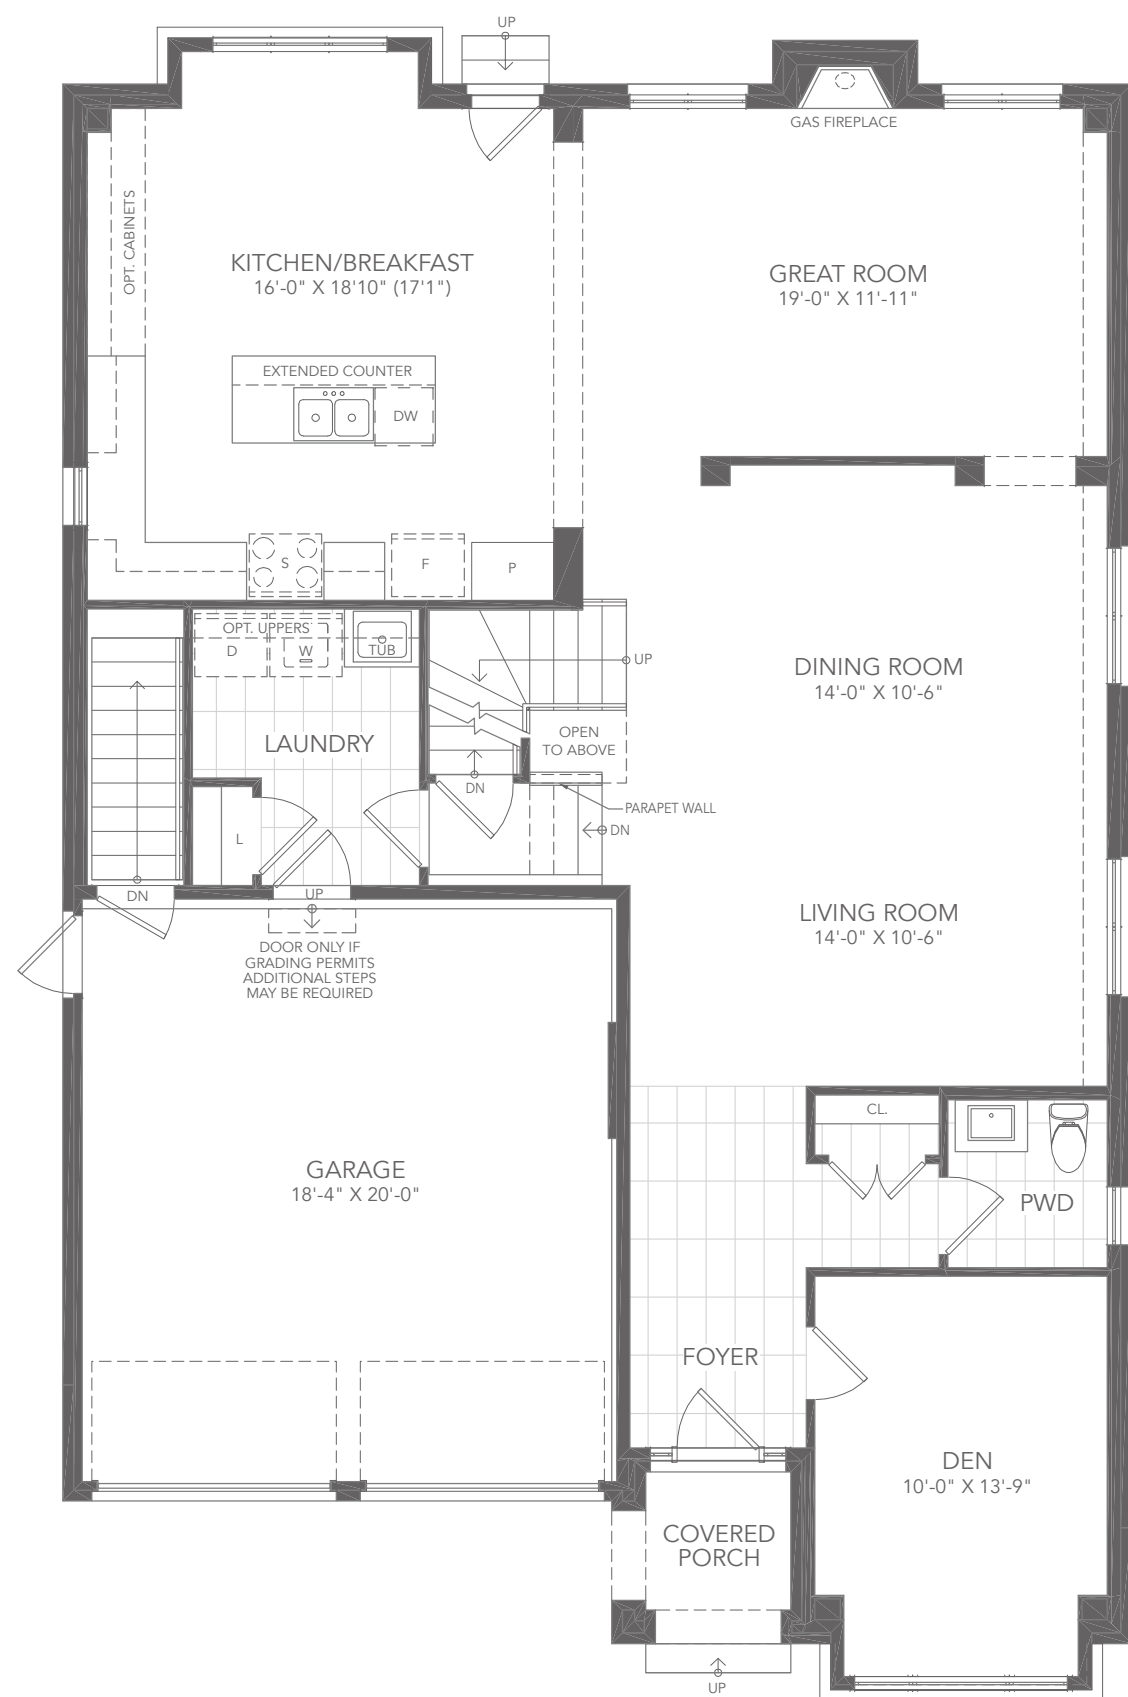 UP
GAS FIREPLACE
OPT. CABINETS
KITCHEN/BREAKFAST
16'-0" X 18'10" (17'1")
GREAT ROOM
19'-0" X 11'-11"
EXTENDED COUNTER
DW
S
F
P
OPT. UPPERS
D
W
TUB
UP
DINING ROOM
14'-0" X 10'-6"
OPEN
TO ABOVE
LAUNDRY
DN
PARAPET WALL
DN
L
DN
UP
LIVING ROOM
14'-0" X 10'-6"
DOOR ONLY IF
GRADING PERMITS
ADDITIONAL STEPS
MAY BE REQUIRED
CL.
GARAGE
18'-4" X 20'-0"
PWD
FOYER
DEN
10'-0" X 13'-9"
COVERED
PORCH
UP